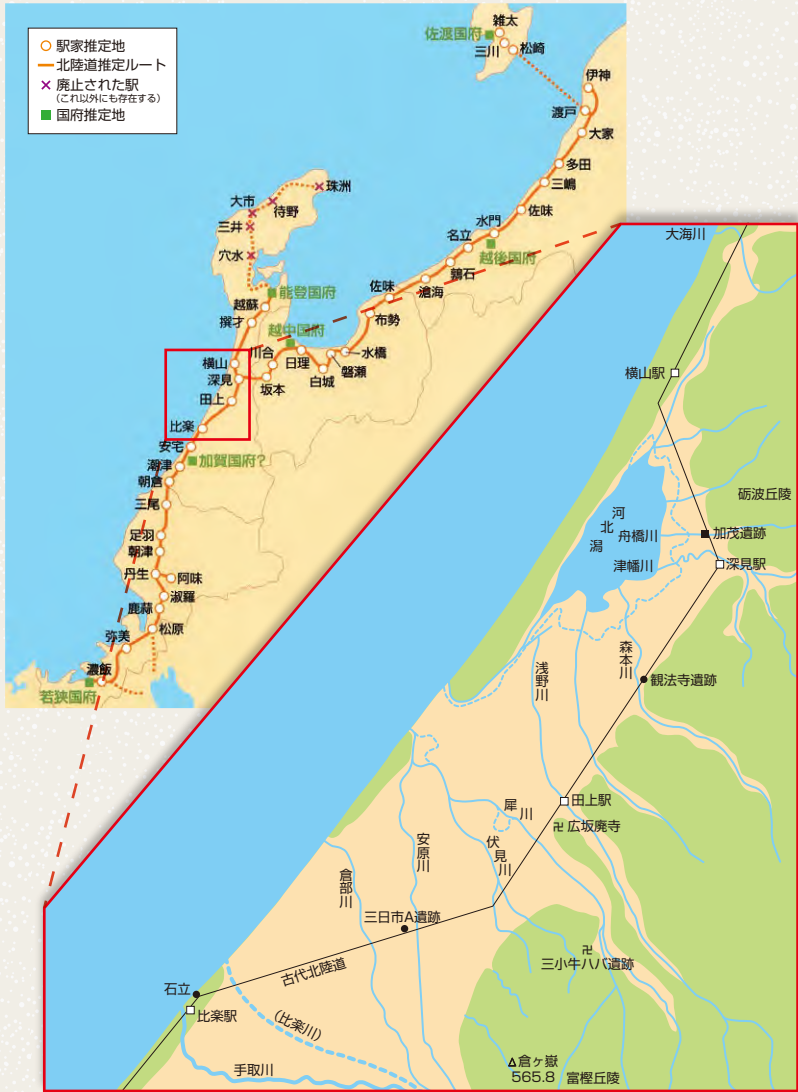 駅家推定地
北陸道推定ルート
廃止された駅
(これ以外にも存在する)
国府推定地
佐渡国府
雑太
三川
松崎
伊神
渡戸
大家
多田
三嶋
佐味
水門
名立
越後国府
鶉石
滄海
佐味
布勢
水橋
磐瀬
白城
日理
越中国府
川合
坂本
珠洲
待野
大市
三井
穴水
能登国府
越蘇
撰才
横山
深見
田上
比楽
安宅
加賀国府?
潮津
朝倉
三尾
足羽
朝津
丹生
阿味
淑羅
鹿蒜
松原
弥美
濃飯
若狭国府
大海川
横山駅
砺波丘陵
河北潟
舟橋川
加茂遺跡
津幡川
深見駅
森本川
観法寺遺跡
浅野川
田上駅
卍広坂廃寺
犀川
伏見川
安原川
倉部川
三日市A遺跡
卍
三小牛ハバ遺跡
古代北陸道
石立
比楽駅
(比楽川)
手取川
倉ヶ嶽
565.8
富樫丘陵